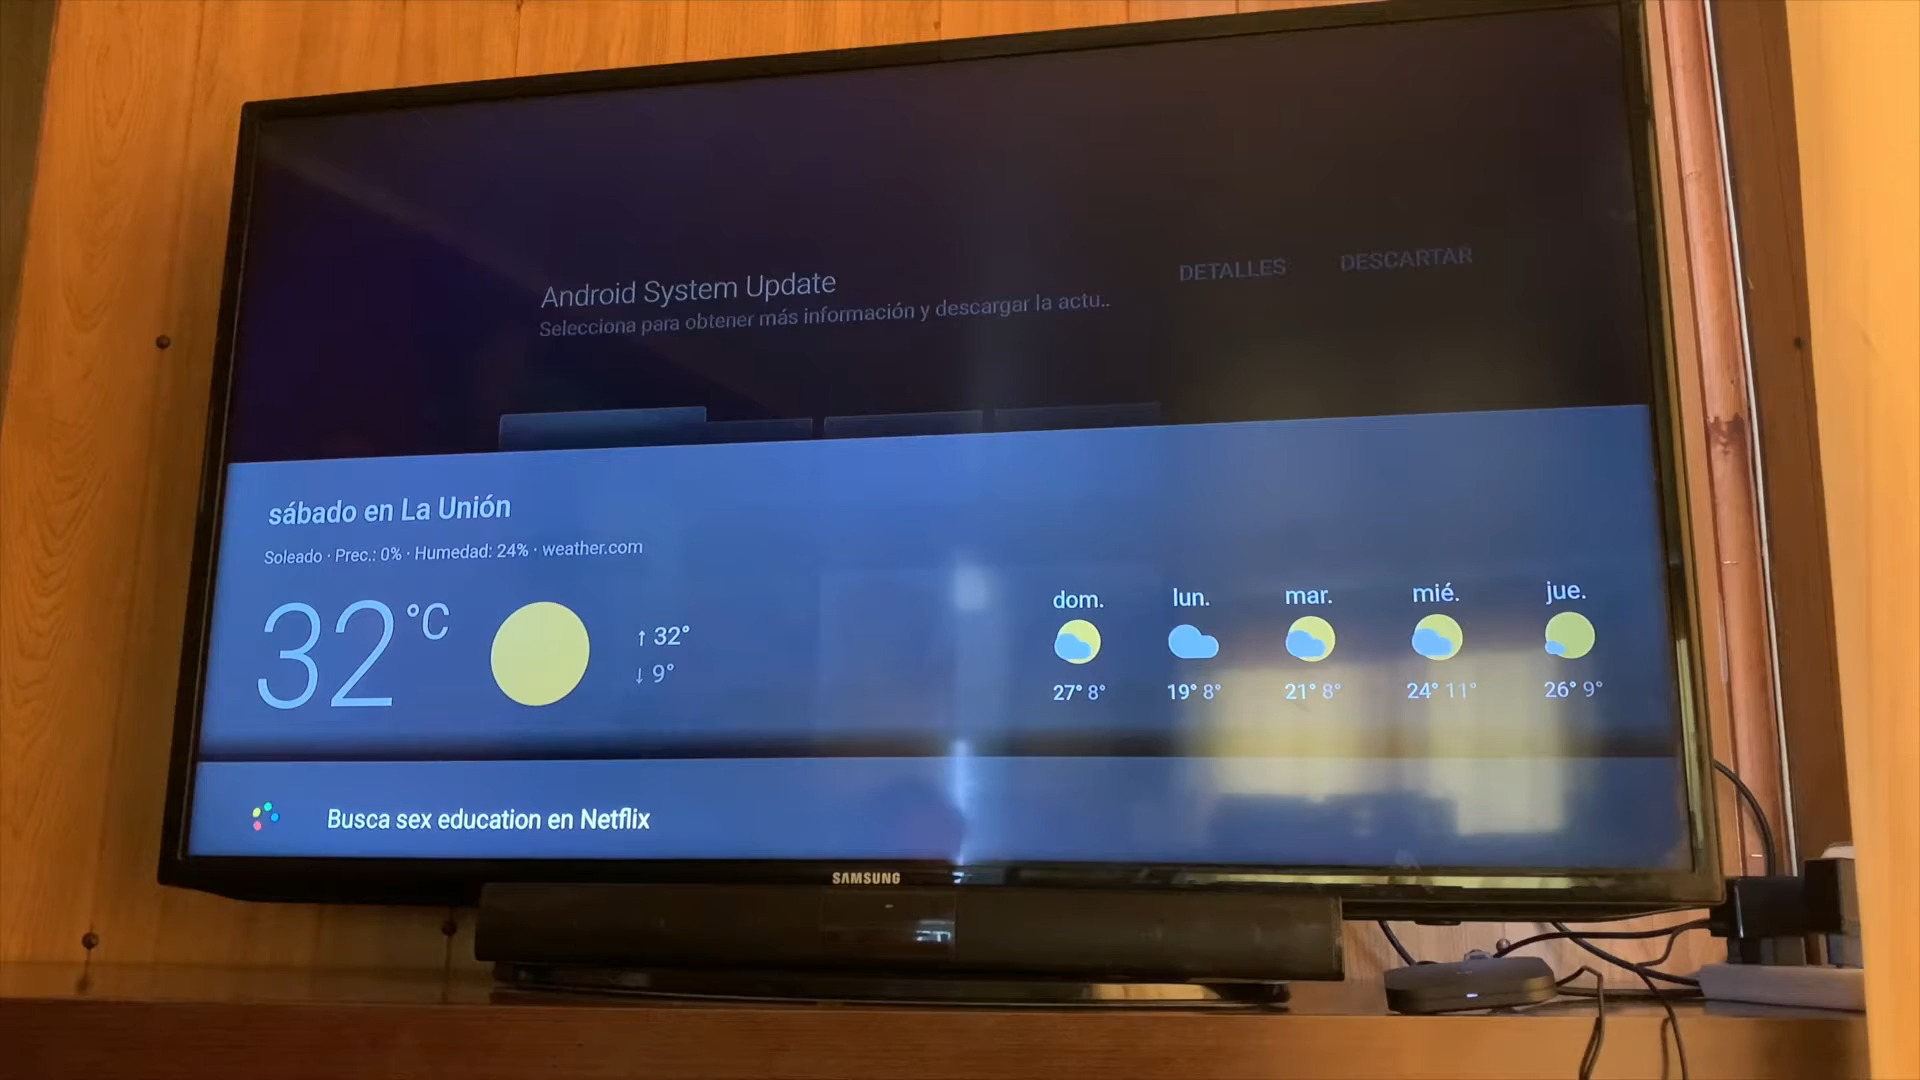 Android System Update
Selecciona para obtener más información y descargar la actu..
DETALLES DESCARTAR
sábado en La Unión
Soleado · Prec.: 0% · Humedad: 24% · weather.com
32 °C
↑ 32°
↓ 9°
dom. lun. mar. mié. jue.
27° 8° 19° 8° 21° 8° 24° 11° 26° 9°
Busca sex education en Netflix
SAMSUNG